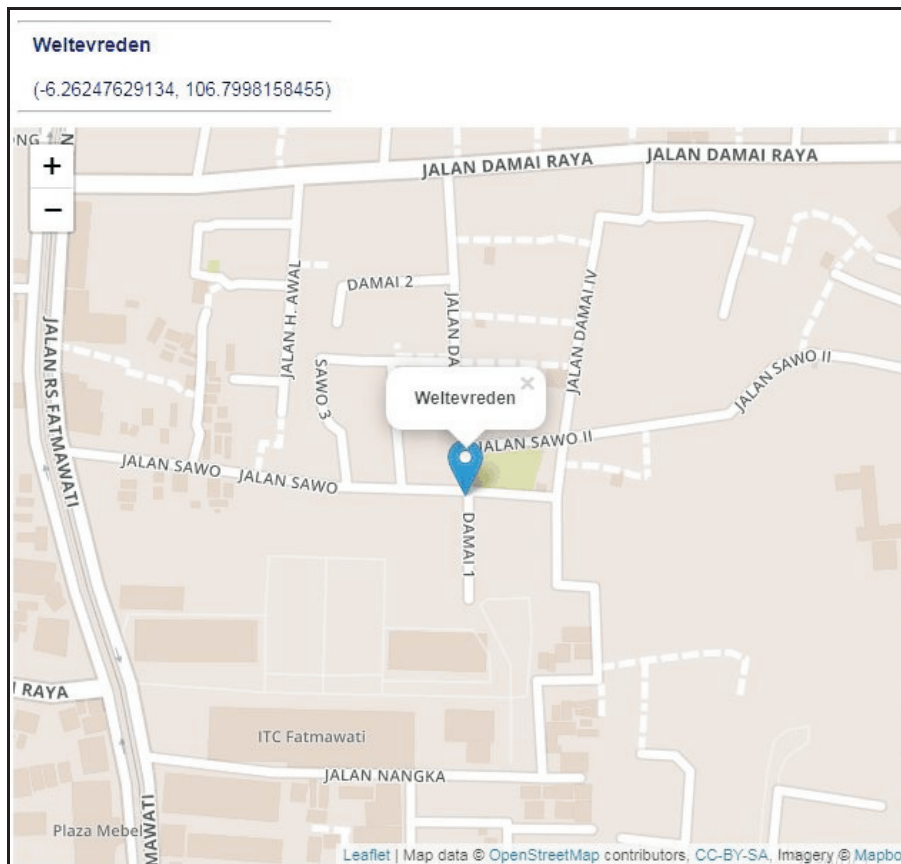 Weltevreden
(-6.26247629134, 106.7998158455)
+
−
JALAN DAMAI RAYA
JALAN DAMAI RAYA
DAMAI 2
JALAN H. AWAL
JALAN DA
JALAN DAMAI IV
JALAN RS FATMAWATI
SAWO 3
JALAN SAWO II
Weltevreden
×
JALAN SAWO II
JALAN SAWO
JALAN SAWO
DAMAI 1
I RAYA
ITC Fatmawati
JALAN NANGKA
Plaza Mebel
MAWATI
Leaflet | Map data © OpenStreetMap contributors, CC-BY-SA, Imagery © Mapbo